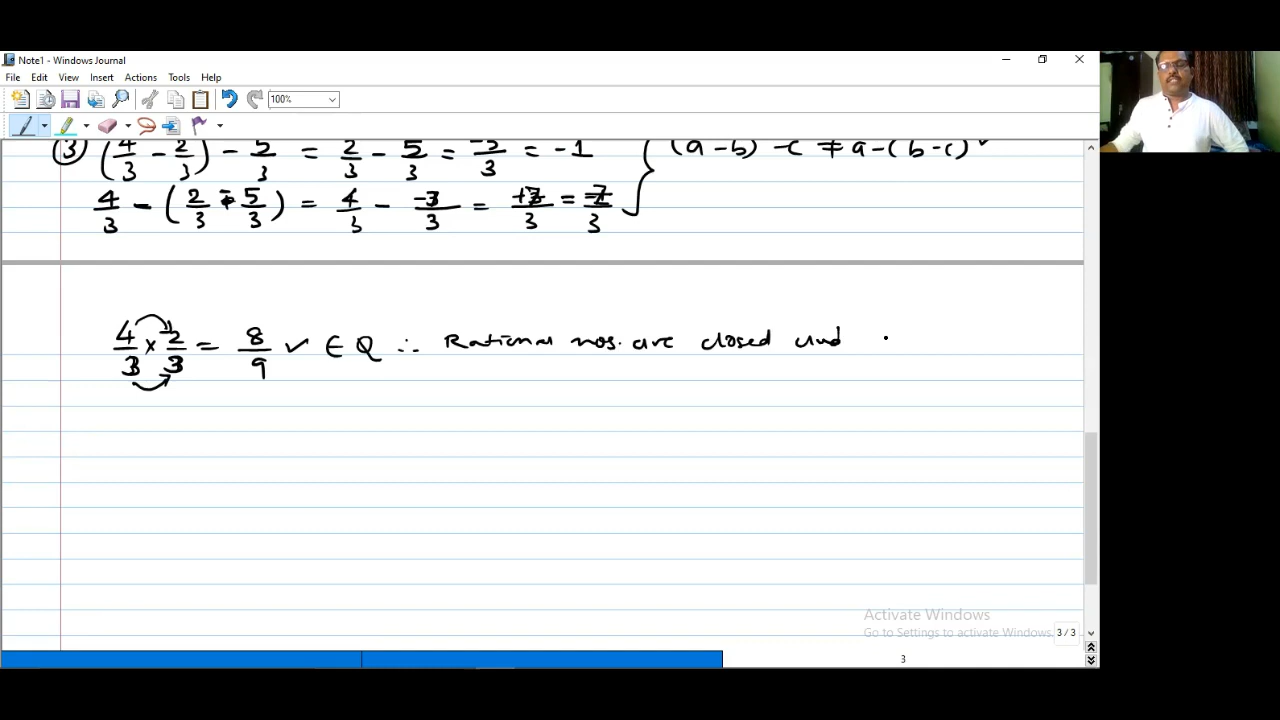 Note1 - Windows Journal
File Edit View Insert Actions Tools Help
100%
③ (4/3 - 2/3) - 5/3 = 2/3 - 5/3 = -3/3 = -1 } (a-b) - c ≠ a-(b-c) ✓
4/3 - (2/3 - 5/3) = 4/3 - -3/3 = = 7/3
4/3 × 2/3 = 8/9 ✓ ∈ Q ∴ Rational nos. are closed und
Activate Windows
Go to Settings to activate Windows.
3 / 3
3